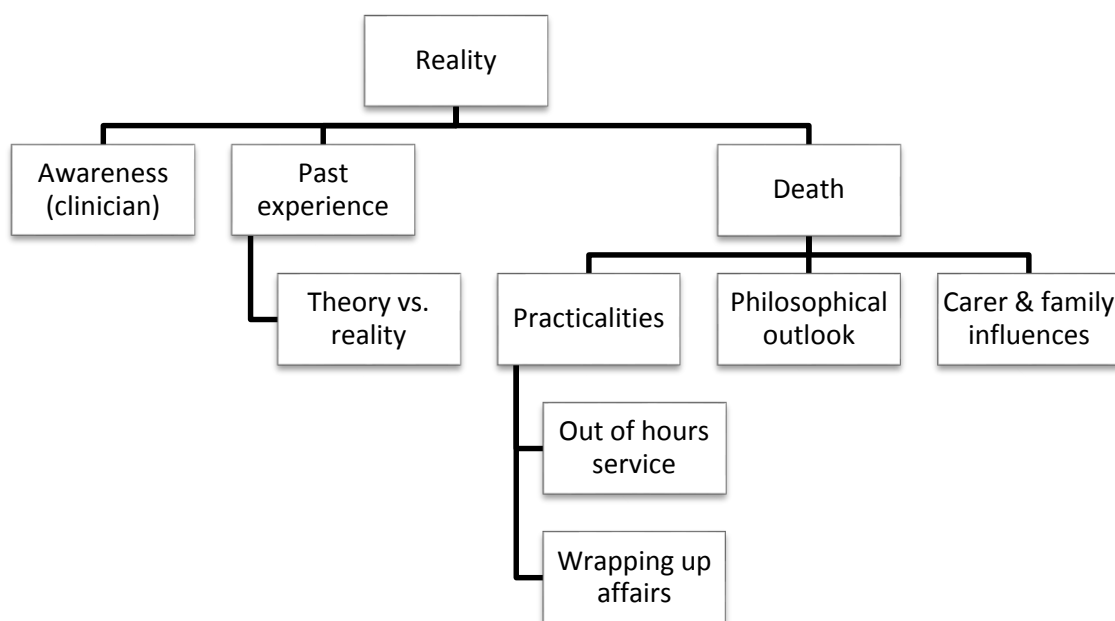 Reality
Awareness
(clinician)
Past
experience
Death
Theory vs.
reality
Practicalities
Philosophical
outlook
Carer & family
influences
Out of hours
service
Wrapping up
affairs